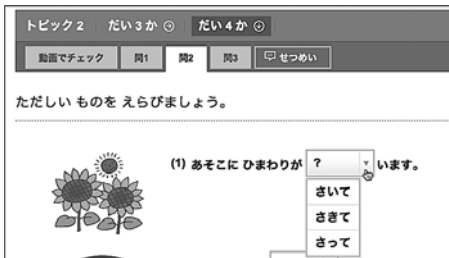 トピック2 だい3か だい4か
動画でチェック 問1 問2 問3 せつめい
ただしい ものを えらびましょう。
(1) あそこに ひまわりが ? います。
さいて
さきて
さって